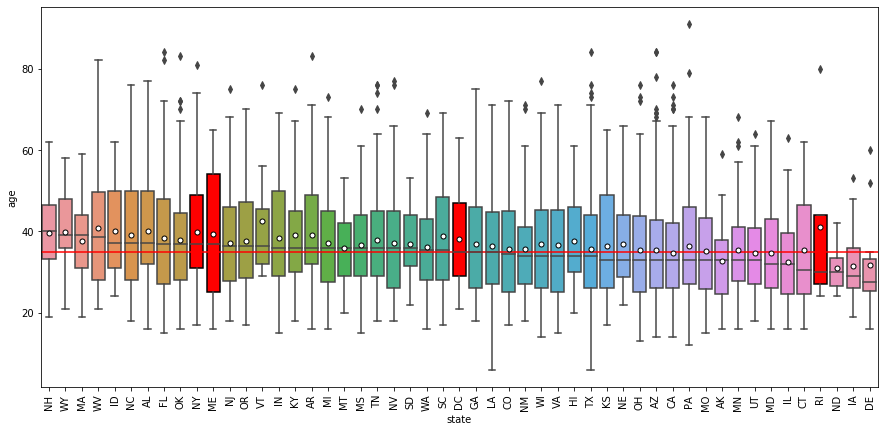 80
60
40
20
age
NH WY MA WV ID NC AL FL OK NY ME NJ OR VT IN KY AR MI MT MS TN NV SD WA SC DC GA LA CO NM WI VA HI TX KS NE OH AZ CA PA MO AK MN UT MD IL CT RI ND IA DE
state